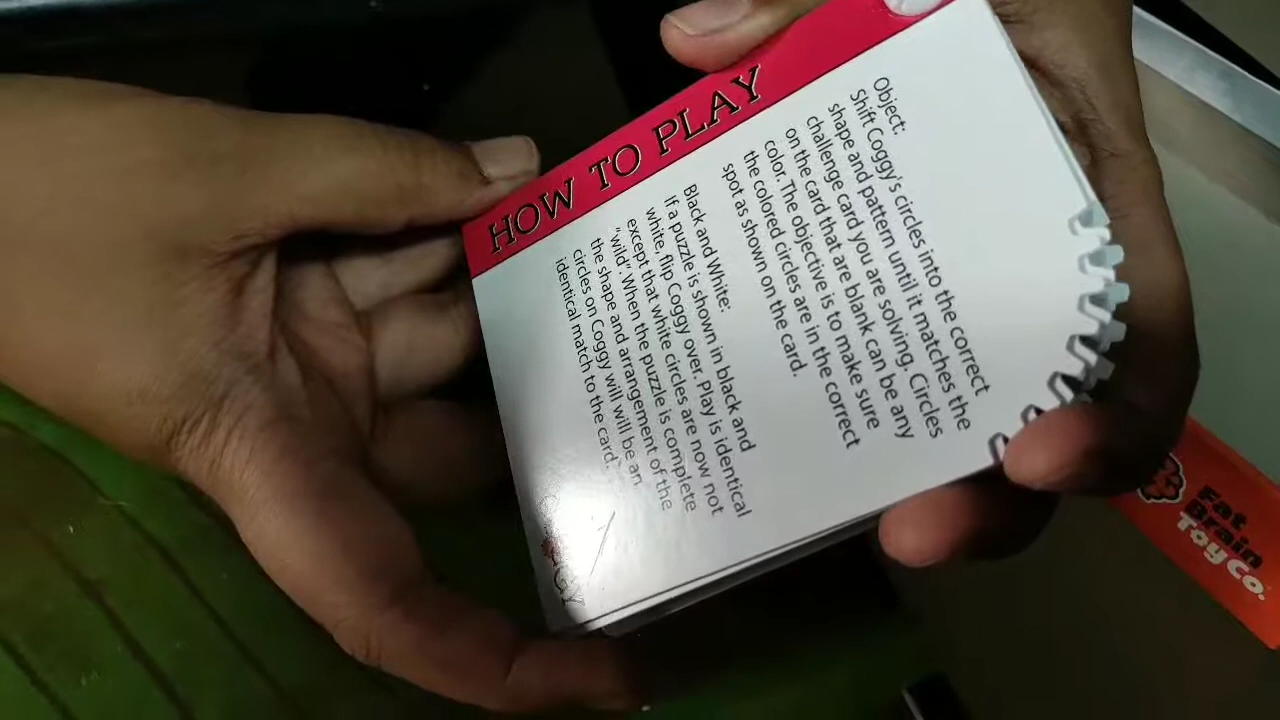 HOW TO PLAY
Object:
Shift Coggy's circles into the correct
shape and pattern until it matches the
challenge card you are solving. Circles
on the card that are blank can be any
color. The objective is to make sure
the colored circles are in the correct
spot as shown on the card.
Black and White:
If a puzzle is shown in black and
white, flip Coggy over. Play is identical
except that white circles are now not
"wild". When the puzzle is complete
the shape and arrangement of the
circles on Coggy will will be an
identical match to the card.
Fat
Brain
ToyCo.